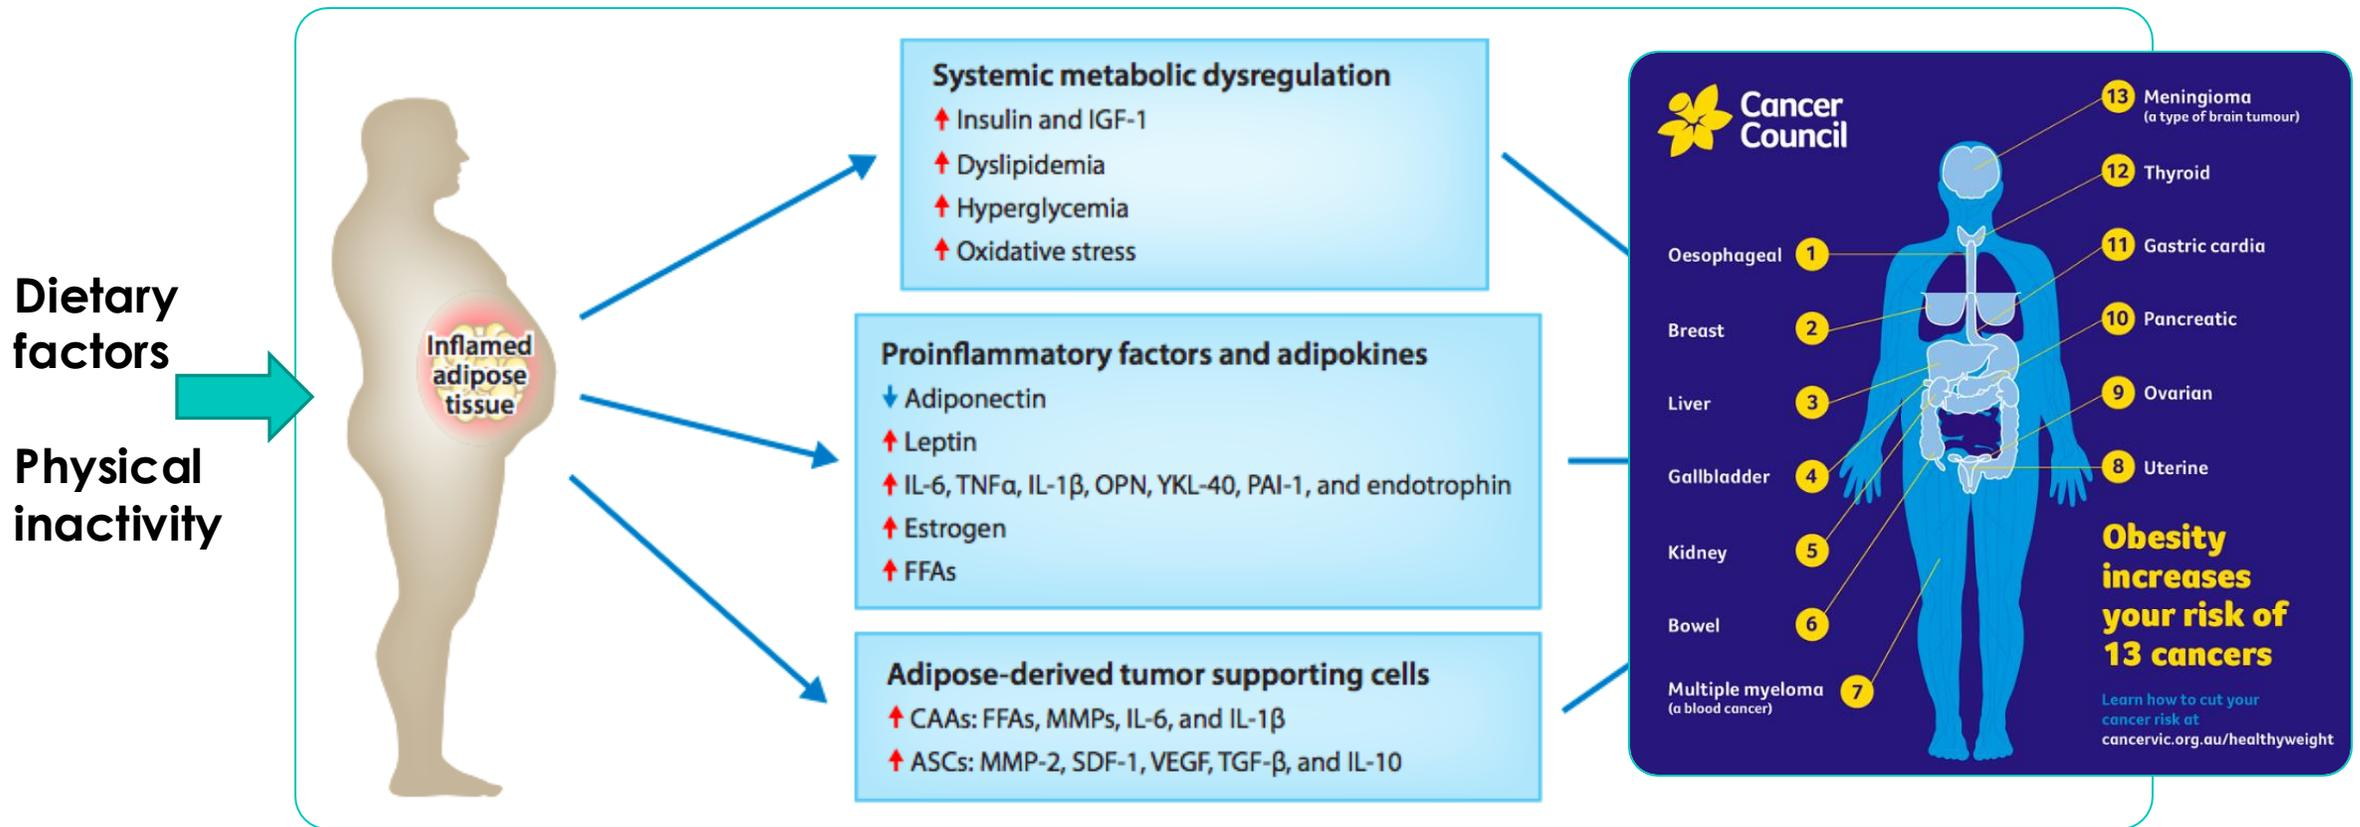 Dietary
factors
Physical
inactivity
Inflamed
adipose
tissue
Systemic metabolic dysregulation
Insulin and IGF-1
Dyslipidemia
Hyperglycemia
Oxidative stress
Proinflammatory factors and adipokines
Adiponectin
Leptin
IL-6, TNFα, IL-1β, OPN, YKL-40, PAI-1, and endotrophin
Estrogen
FFAs
Adipose-derived tumor supporting cells
CAAs: FFAs, MMPs, IL-6, and IL-1β
ASCs: MMP-2, SDF-1, VEGF, TGF-β, and IL-10
Cancer
Council
Oesophageal 1
Breast 2
Liver 3
Gallbladder 4
Kidney 5
Bowel 6
Multiple myeloma 7
(a blood cancer)
13 Meningioma
(a type of brain tumour)
12 Thyroid
11 Gastric cardia
10 Pancreatic
9 Ovarian
8 Uterine
Obesity
increases
your risk of
13 cancers
Learn how to cut your
cancer risk at
cancervic.org.au/healthyweight